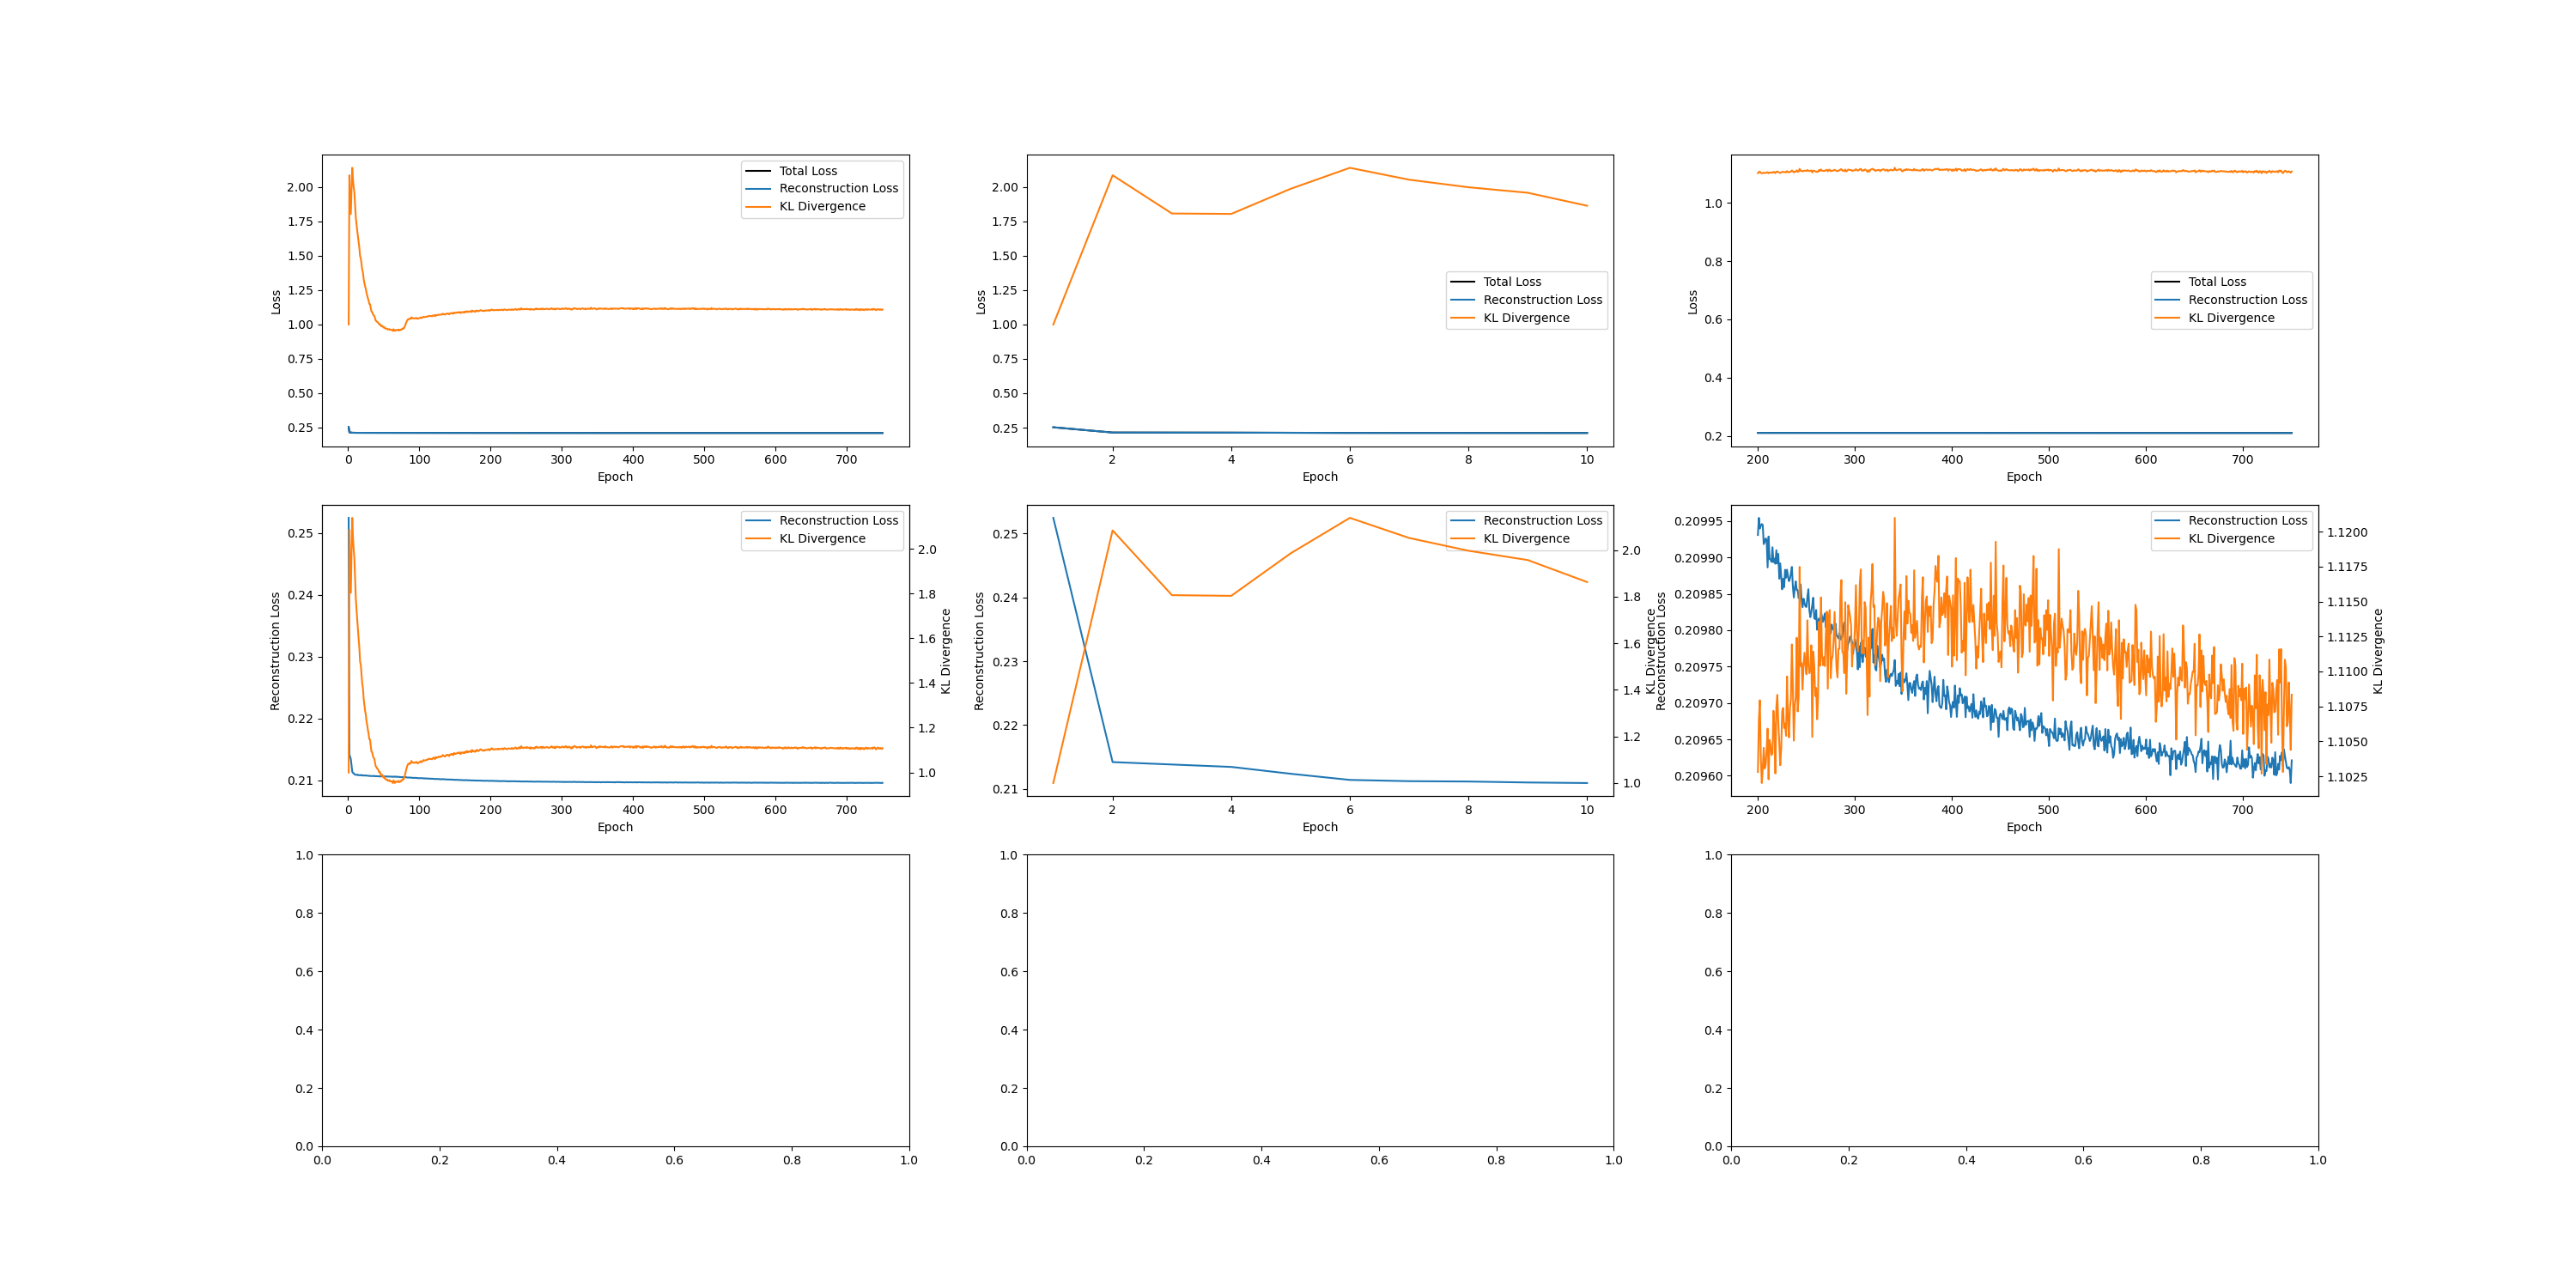 Loss
2.00
1.75
1.50
1.25
1.00
0.75
0.50
0.25
Total Loss
Reconstruction Loss
KL Divergence
0 100 200 300 400 500 600 700
Epoch
Loss
2.00
1.75
1.50
1.25
1.00
0.75
0.50
0.25
Total Loss
Reconstruction Loss
KL Divergence
2 4 6 8 10
Epoch
Loss
1.0
0.8
0.6
0.4
0.2
Total Loss
Reconstruction Loss
KL Divergence
200 300 400 500 600 700
Epoch
Reconstruction Loss
0.25
0.24
0.23
0.22
0.21
Reconstruction Loss
KL Divergence
2.0
1.8
1.6
1.4
1.2
1.0
KL Divergence
0 100 200 300 400 500 600 700
Epoch
Reconstruction Loss
0.25
0.24
0.23
0.22
0.21
Reconstruction Loss
KL Divergence
2.0
1.8
1.6
1.4
1.2
1.0
KL Divergence
2 4 6 8 10
Epoch
Reconstruction Loss
0.20995
0.20990
0.20985
0.20980
0.20975
0.20970
0.20965
0.20960
Reconstruction Loss
KL Divergence
1.1200
1.1175
1.1150
1.1125
1.1100
1.1075
1.1050
1.1025
KL Divergence
200 300 400 500 600 700
Epoch
1.0
0.8
0.6
0.4
0.2
0.0
0.0 0.2 0.4 0.6 0.8 1.0
1.0
0.8
0.6
0.4
0.2
0.0
0.0 0.2 0.4 0.6 0.8 1.0
1.0
0.8
0.6
0.4
0.2
0.0
0.0 0.2 0.4 0.6 0.8 1.0